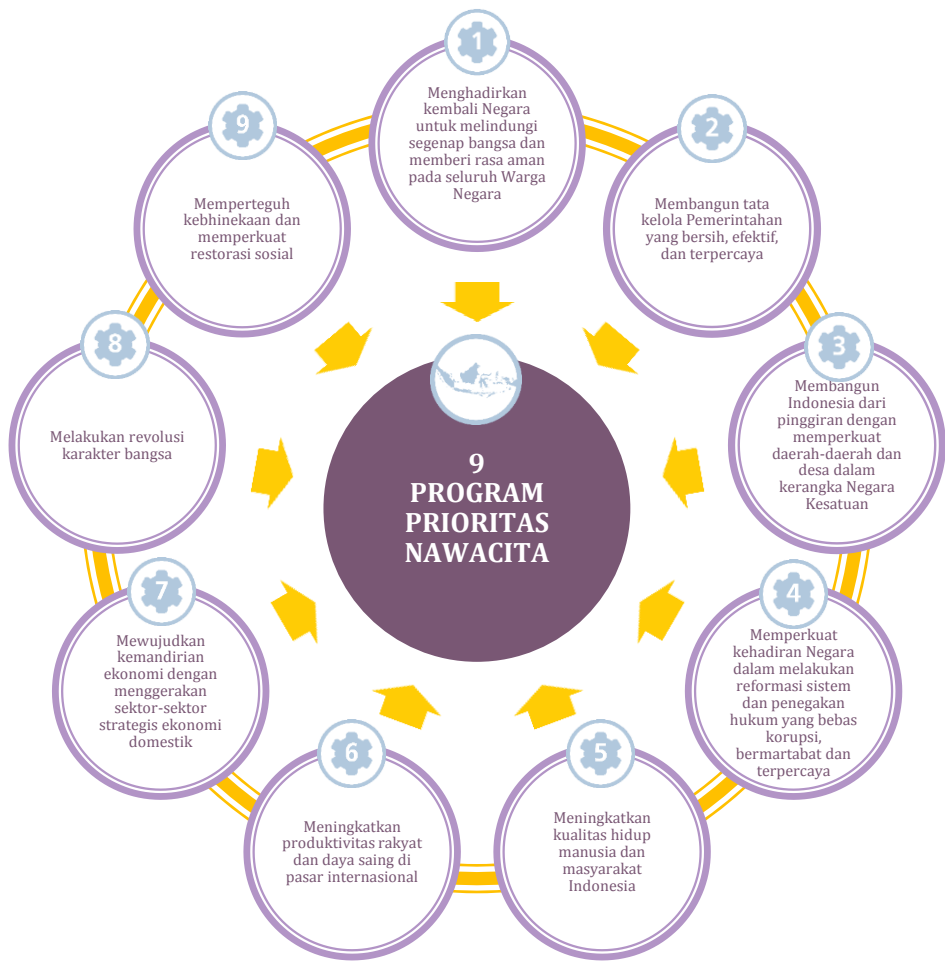 1
Menghadirkan
kembali Negara
untuk melindungi
segenap bangsa dan
memberi rasa aman
pada seluruh Warga
Negara
2
Membangun tata
kelola Pemerintahan
yang bersih, efektif,
dan terpercaya
3
Membangun
Indonesia dari
pinggiran dengan
memperkuat
daerah-daerah dan
desa dalam
kerangka Negara
Kesatuan
4
Memperkuat
kehadiran Negara
dalam melakukan
reformasi sistem
dan penegakan
hukum yang bebas
korupsi,
bermartabat dan
terpercaya
5
Meningkatkan
kualitas hidup
manusia dan
masyarakat
Indonesia
6
Meningkatkan
produktivitas rakyat
dan daya saing di
pasar internasional
7
Mewujudkan
kemandirian
ekonomi dengan
menggerakan
sektor-sektor
strategis ekonomi
domestik
8
Melakukan revolusi
karakter bangsa
9
Memperteguh
kebhinekaan dan
memperkuat
restorasi sosial
9
PROGRAM
PRIORITAS
NAWACITA